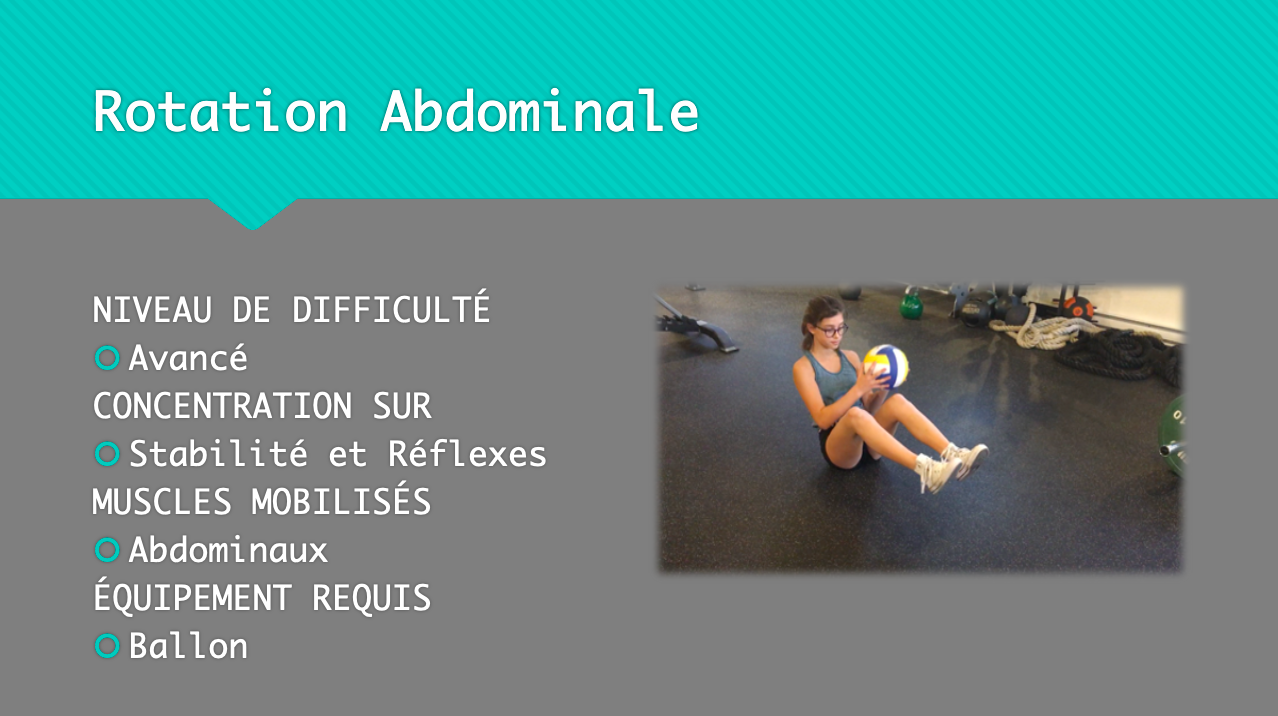 Rotation Abdominale
NIVEAU DE DIFFICULTÉ
Avancé
CONCENTRATION SUR
Stabilité et Réflexes
MUSCLES MOBILISÉS
Abdominaux
ÉQUIPEMENT REQUIS
Ballon